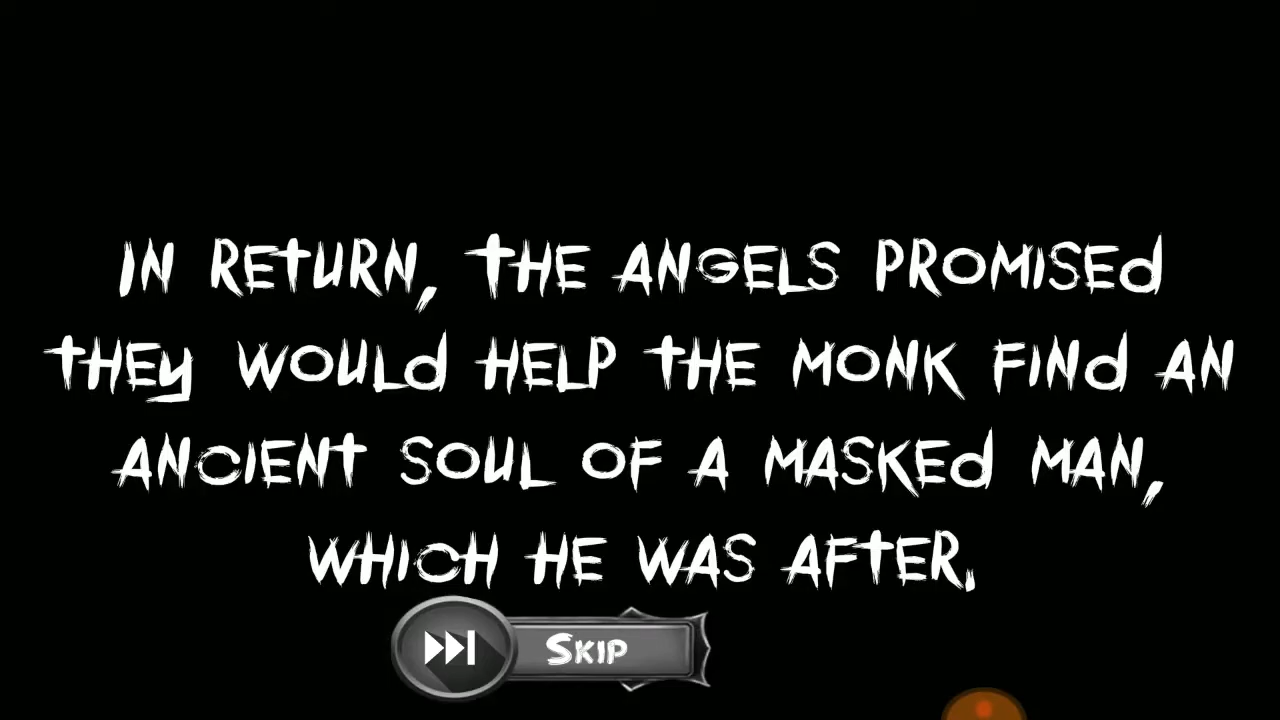 IN RETURN, THE ANGELS PROMISED
THEY WOULD HELP THE MONK FIND AN
ANCIENT SOUL OF A MASKED MAN,
WHICH HE WAS AFTER.
SKIP